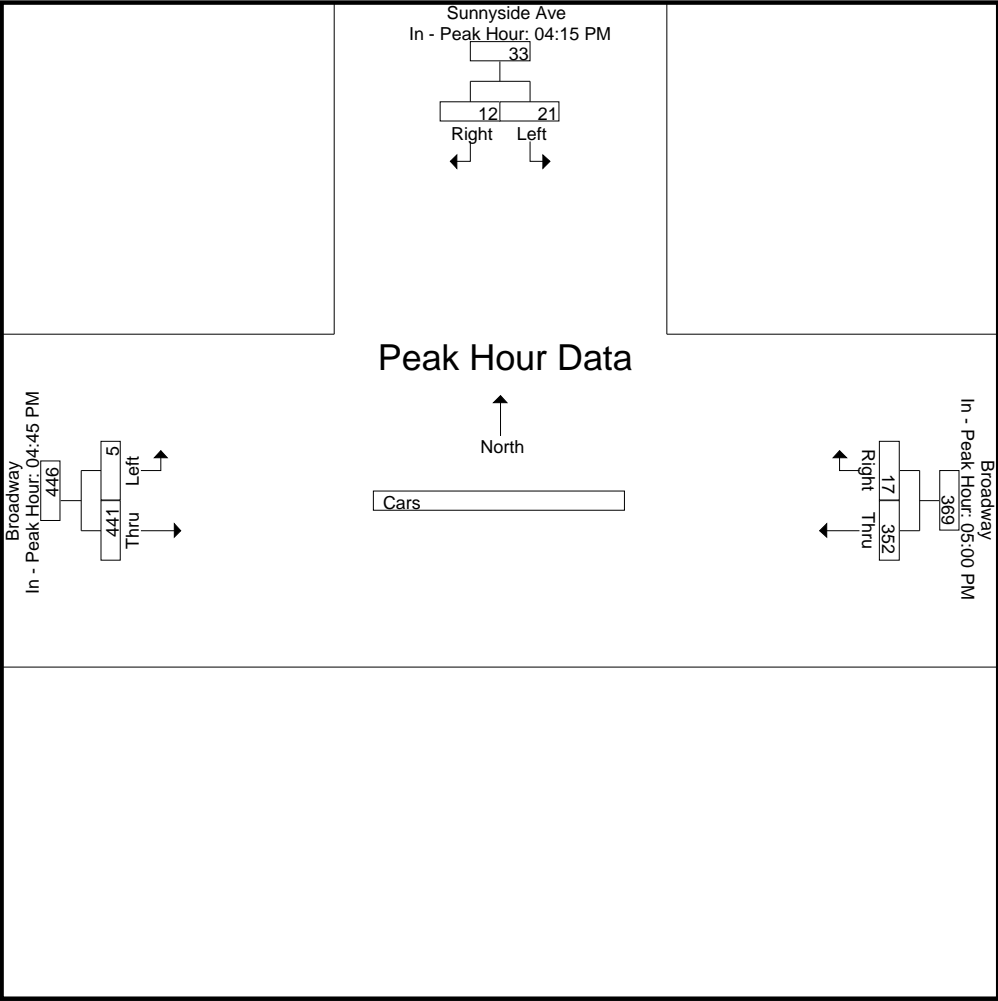 Sunnyside Ave
In - Peak Hour: 04:15 PM
33
12 21
Right Left
Peak Hour Data
North
Cars
Broadway
In - Peak Hour: 04:45 PM
446
5 441
Left Thru
Broadway
In - Peak Hour: 05:00 PM
369
17 352
Right Thru